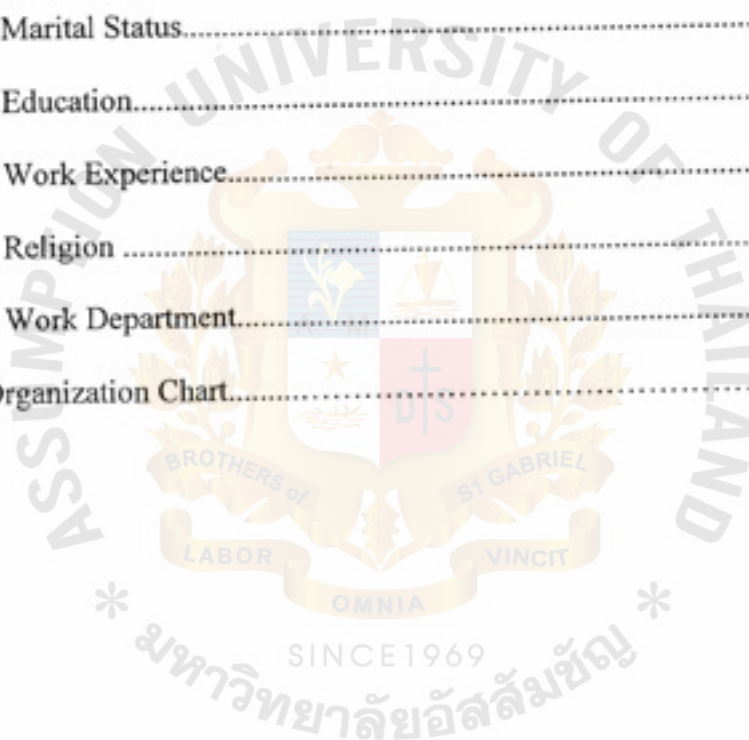 Marital Status
Education
Work Experience
Religion
Work Department
Organization Chart
ASSUMPTION UNIVERSITY OF THAILAND
A M
D S
BROTHERS of ST GABRIEL
LABOR OMNIA VINCIT
SINCE1969
* มหาวิทยาลัยอัสสัมชัญ *